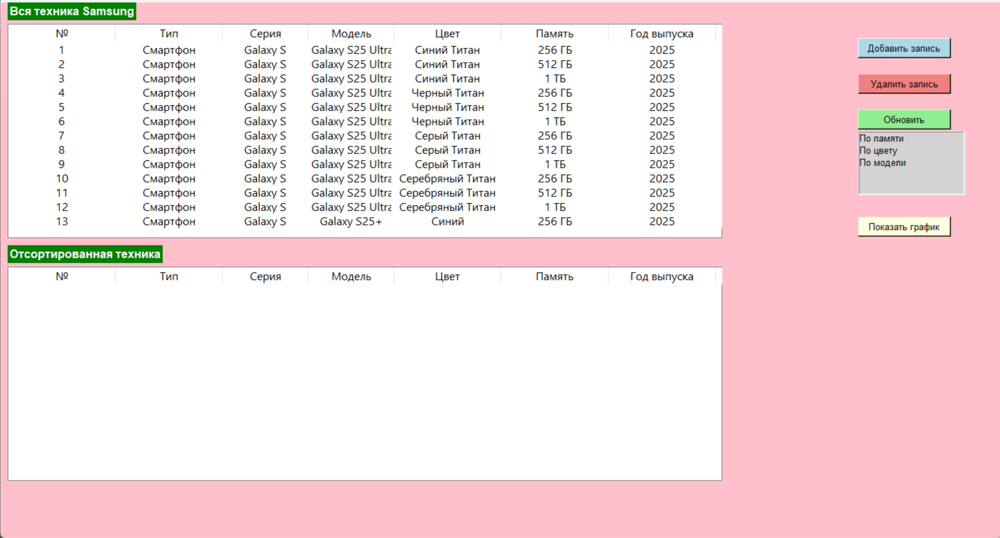 Вся техника Samsung
№ Тип Серия Модель Цвет Память Год выпуска
1 Смартфон Galaxy S Galaxy S25 Ultra Синий Титан 256 ГБ 2025
2 Смартфон Galaxy S Galaxy S25 Ultra Синий Титан 512 ГБ 2025
3 Смартфон Galaxy S Galaxy S25 Ultra Синий Титан 1 ТБ 2025
4 Смартфон Galaxy S Galaxy S25 Ultra Черный Титан 256 ГБ 2025
5 Смартфон Galaxy S Galaxy S25 Ultra Черный Титан 512 ГБ 2025
6 Смартфон Galaxy S Galaxy S25 Ultra Черный Титан 1 ТБ 2025
7 Смартфон Galaxy S Galaxy S25 Ultra Серый Титан 256 ГБ 2025
8 Смартфон Galaxy S Galaxy S25 Ultra Серый Титан 512 ГБ 2025
9 Смартфон Galaxy S Galaxy S25 Ultra Серый Титан 1 ТБ 2025
10 Смартфон Galaxy S Galaxy S25 Ultra Серебряный Титан 256 ГБ 2025
11 Смартфон Galaxy S Galaxy S25 Ultra Серебряный Титан 512 ГБ 2025
12 Смартфон Galaxy S Galaxy S25 Ultra Серебряный Титан 1 ТБ 2025
13 Смартфон Galaxy S Galaxy S25+ Синий 256 ГБ 2025
Добавить запись
Удалить запись
Обновить
По памяти
По цвету
По модели
Показать график
Отсортированная техника
№ Тип Серия Модель Цвет Память Год выпуска